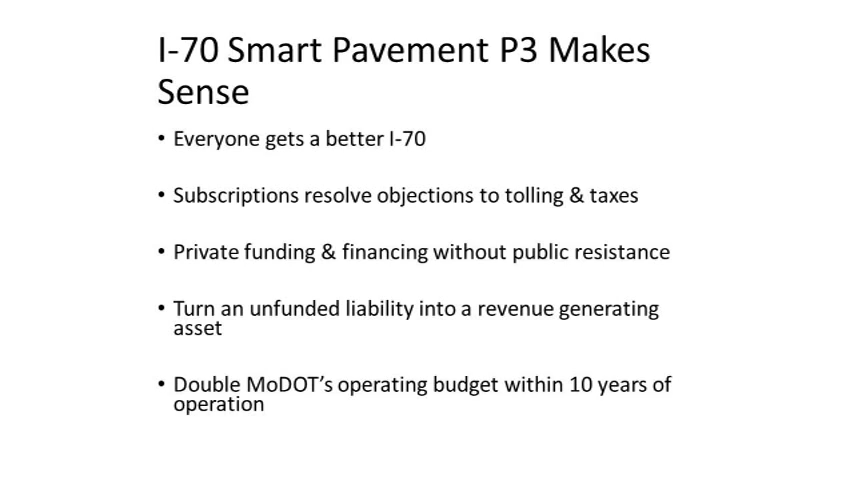 I-70 Smart Pavement P3 Makes
Sense
• Everyone gets a better I-70
• Subscriptions resolve objections to tolling & taxes
• Private funding & financing without public resistance
• Turn an unfunded liability into a revenue generating
asset
• Double MoDOT’s operating budget within 10 years of
operation